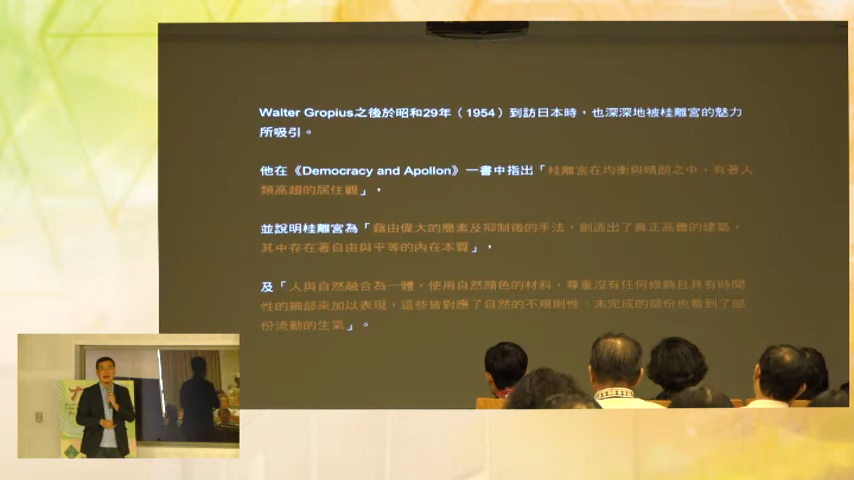 Walter Gropius之後於昭和29年（1954）到訪日本時，也深深地被桂離宮的魅力
所吸引。
他在《Democracy and Apollon》一書中指出「桂離宮在均衡與晴朗之中，有著人
類高超的居住觀」，
並說明桂離宮為「藉由偉大的簡素及抑制後的手法，創造出了真正高貴的建築。
其中存在著自由與平等的內在本質」，
及「人與自然融合為一體，使用自然顏色的材料，尊重沒有任何修飾且具有時間
性的細部來加以表現，這些皆對應了自然的不規則性。未完成的部份也看到了部
份流動的生氣」。